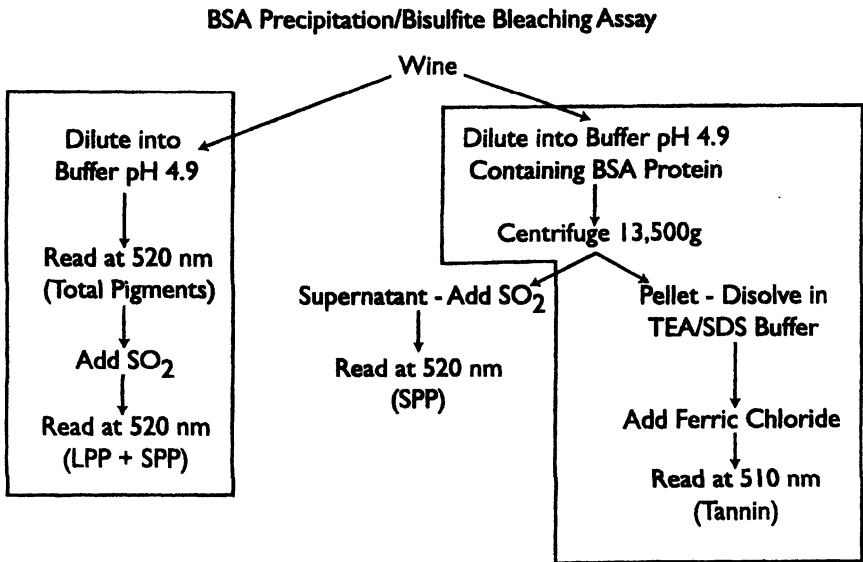 BSA Precipitation/Bisulfite Bleaching Assay
Wine
Dilute into
Buffer pH 4.9
Read at 520 nm
(Total Pigments)
Add SO2
Read at 520 nm
(LPP + SPP)
Dilute into Buffer pH 4.9
Containing BSA Protein
Centrifuge 13,500g
Supernatant - Add SO2
Read at 520 nm
(SPP)
Pellet - Disolve in
TEA/SDS Buffer
Add Ferric Chloride
Read at 510 nm
(Tannin)